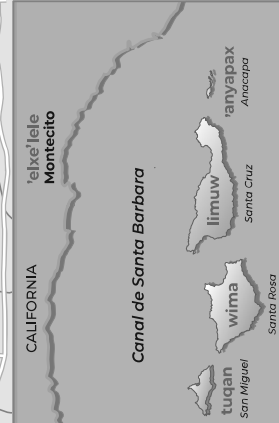 CALIFORNIA
'elxe'lele
Montecito
Canal de Santa Barbara
tuqan
San Miguel
wima
Santa Rosa
limuw
Santa Cruz
'anyapax
Anacapa